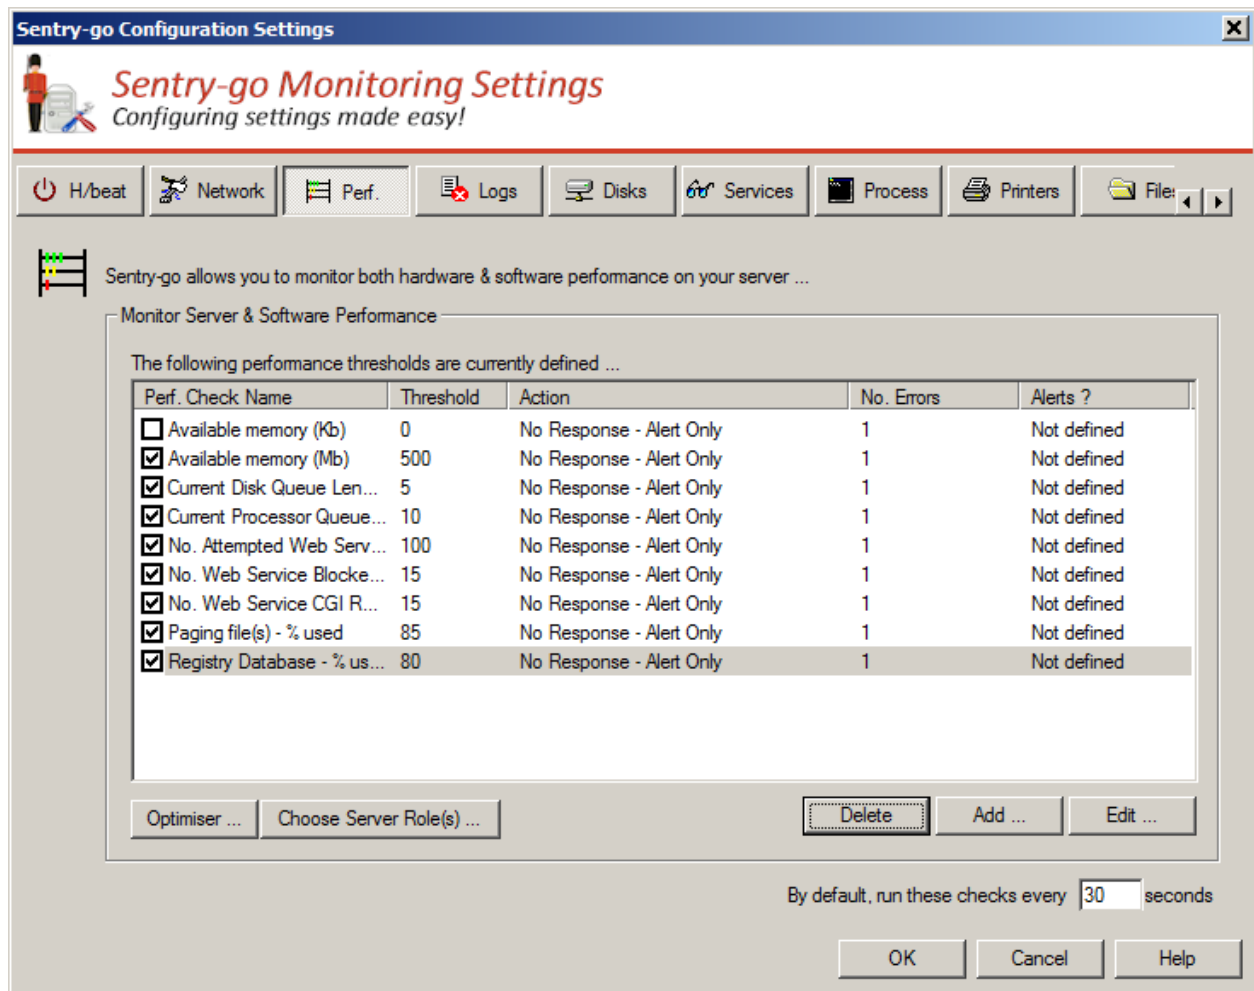 Sentry-go Configuration Settings
Sentry-go Monitoring Settings
Configuring settings made easy!
H/beat Network Perf. Logs Disks Services Process Printers Files
Sentry-go allows you to monitor both hardware & software performance on your server ...
Monitor Server & Software Performance
The following performance thresholds are currently defined ...
Perf. Check Name Threshold Action No. Errors Alerts ?
Available memory (Kb) 0 No Response - Alert Only 1 Not defined
Available memory (Mb) 500 No Response - Alert Only 1 Not defined
Current Disk Queue Len... 5 No Response - Alert Only 1 Not defined
Current Processor Queue... 10 No Response - Alert Only 1 Not defined
No. Attempted Web Serv... 100 No Response - Alert Only 1 Not defined
No. Web Service Blocke... 15 No Response - Alert Only 1 Not defined
No. Web Service CGI R... 15 No Response - Alert Only 1 Not defined
Paging file(s) - % used 85 No Response - Alert Only 1 Not defined
Registry Database - % us... 80 No Response - Alert Only 1 Not defined
Optimiser ... Choose Server Role(s) ... Delete Add ... Edit ...
By default, run these checks every 30 seconds
OK Cancel Help